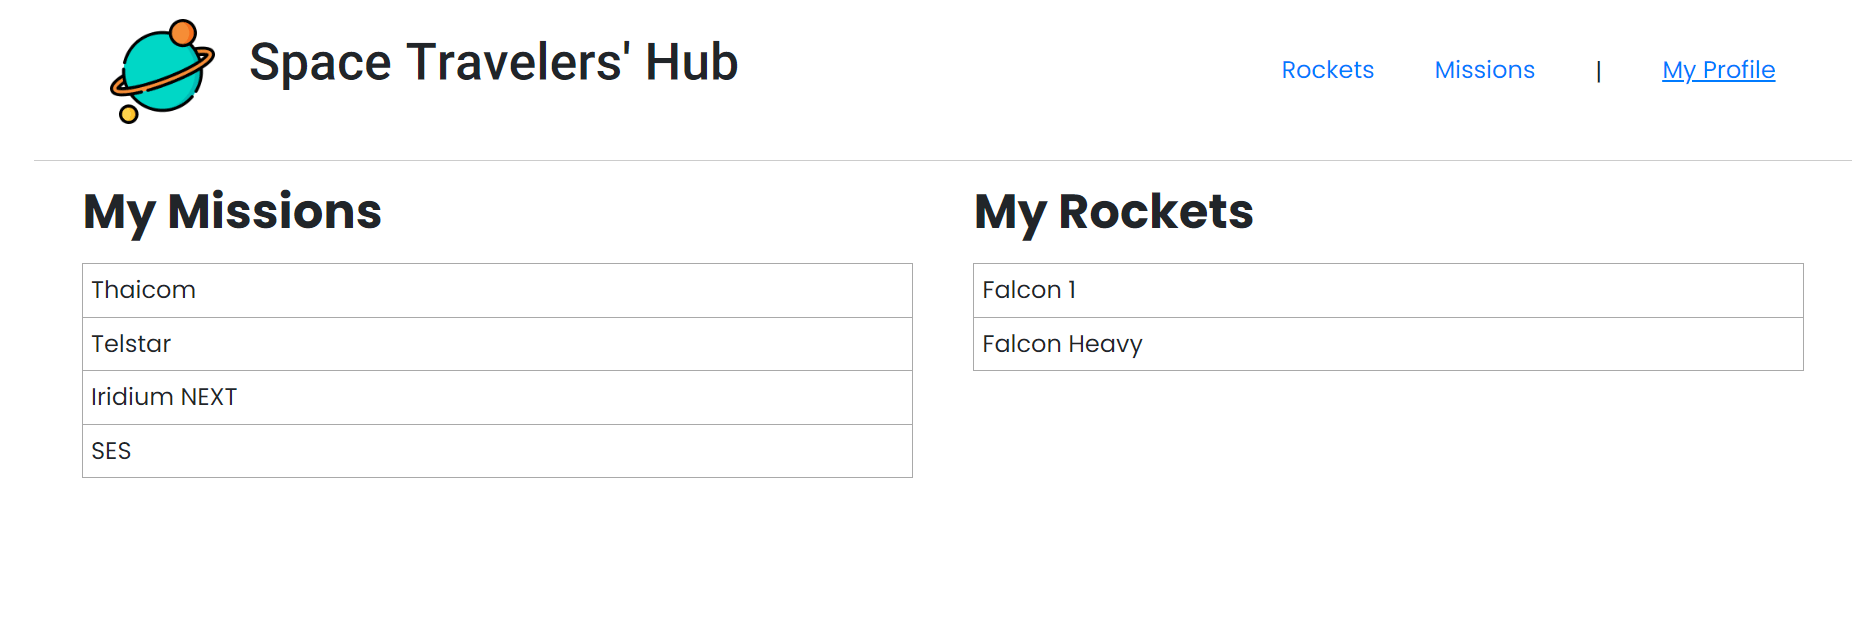 Space Travelers' Hub
Rockets Missions | My Profile
My Missions
Thaicom
Telstar
Iridium NEXT
SES
My Rockets
Falcon 1
Falcon Heavy